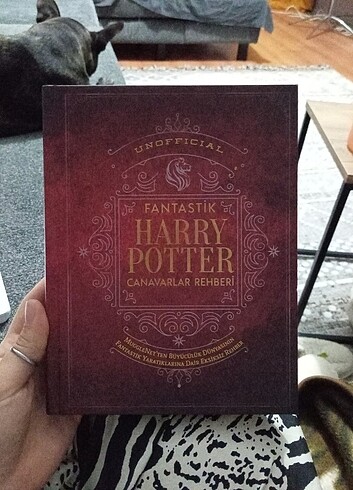 UNOFFICIAL
FANTASTİK
HARRY
POTTER
CANAVARLAR REHBERİ
MUGGLENET'TEN BÜYÜCÜLÜK DÜNYASININ
FANTASTİK YARATIKLARINA DAİR EKSİKSİZ REHBER